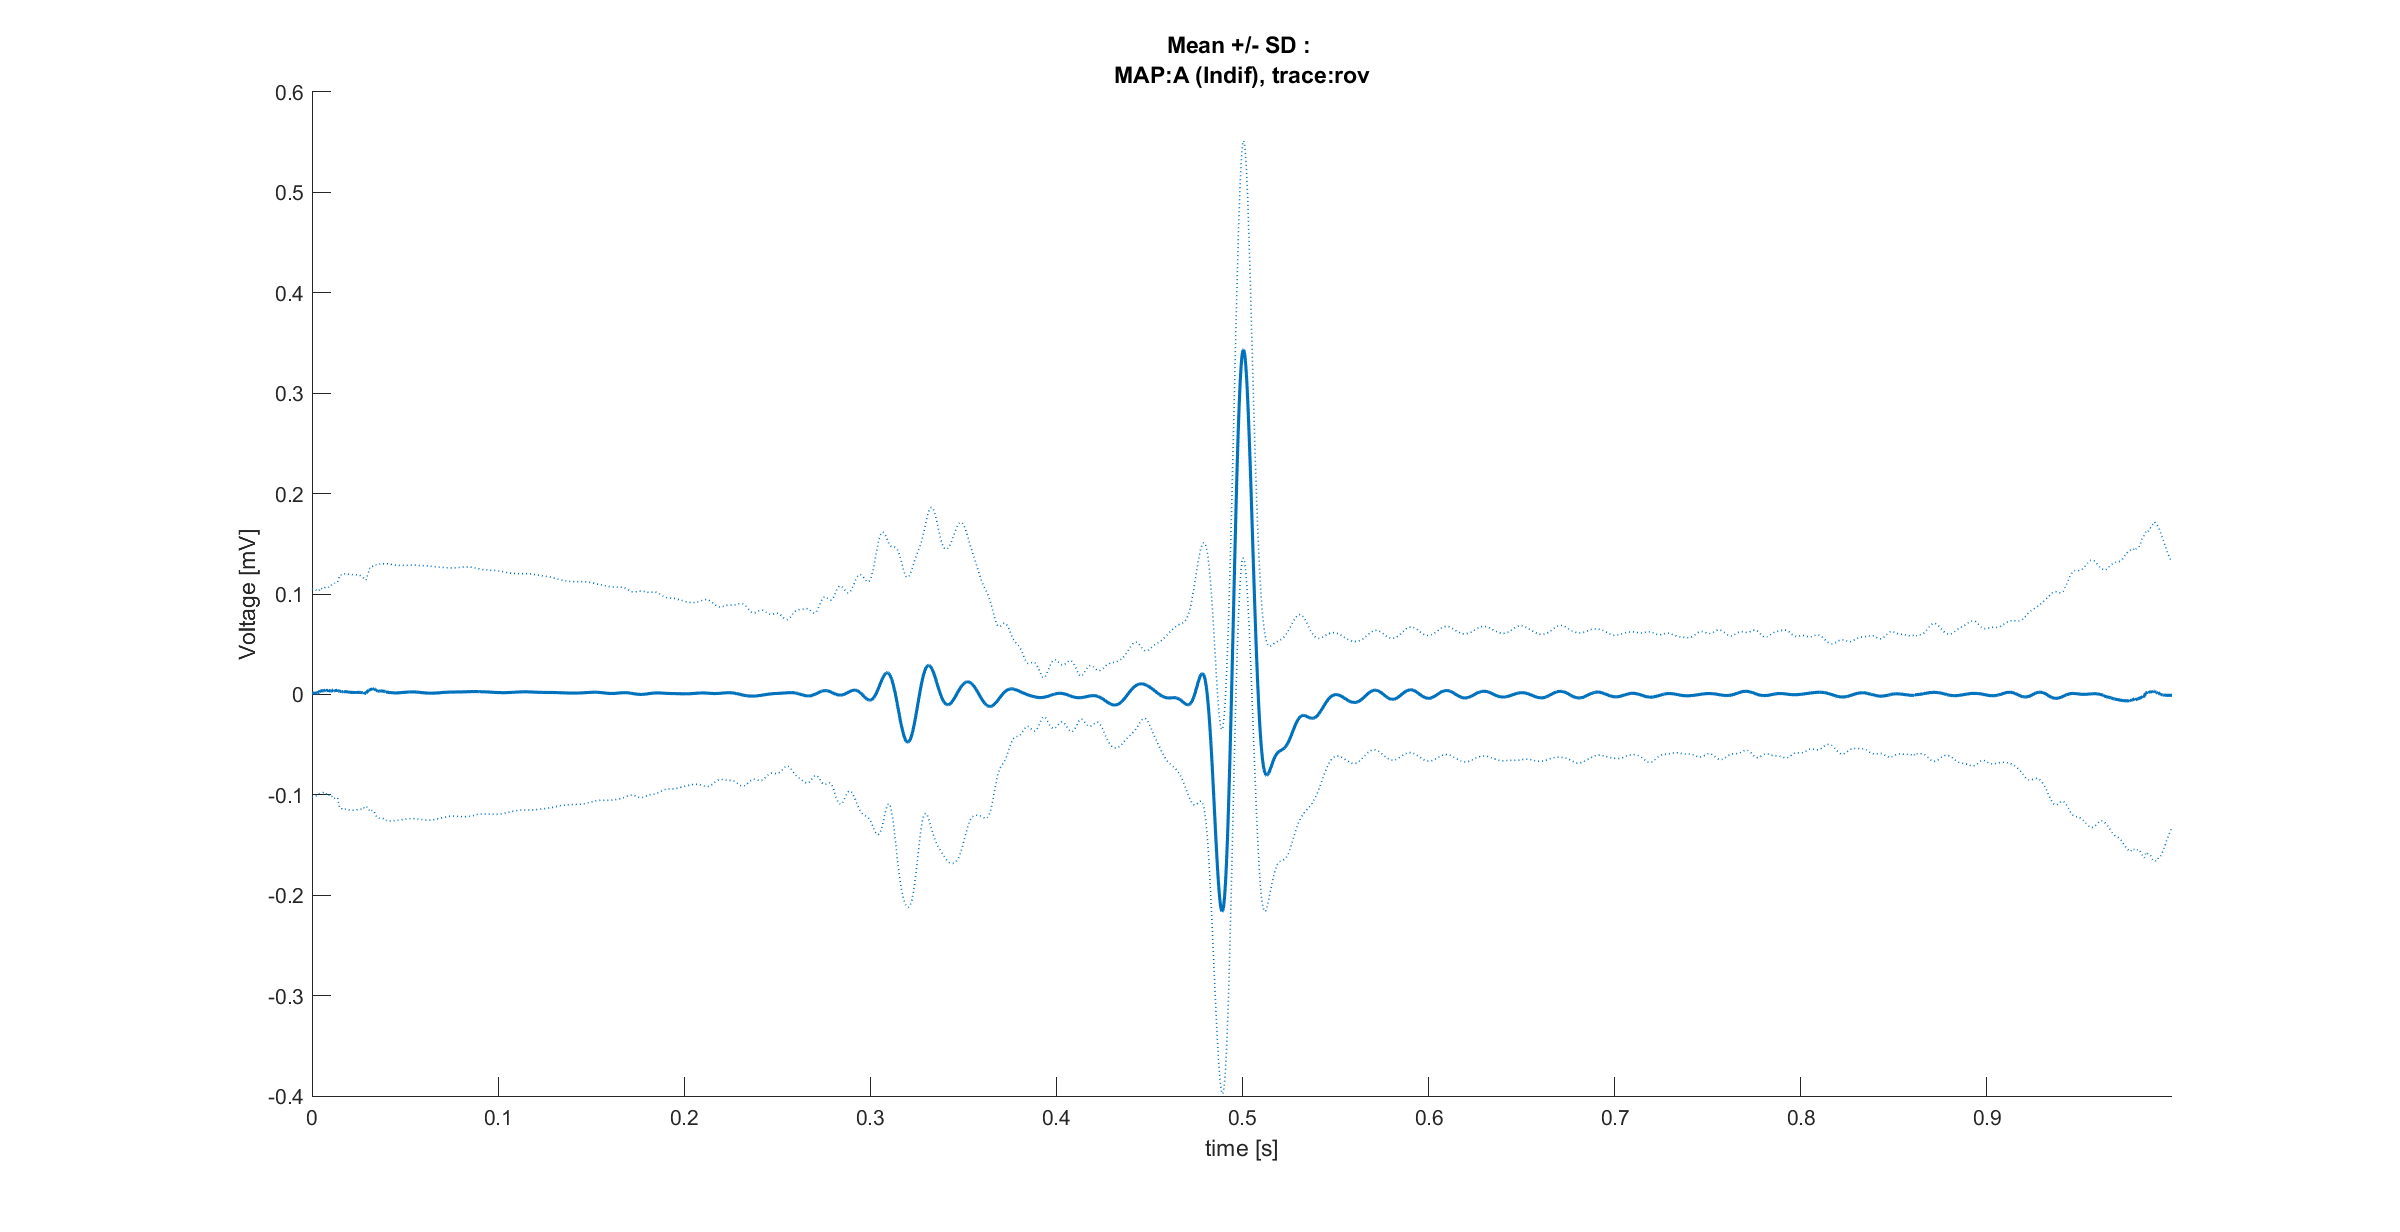 Mean +/- SD :
MAP:A (Indif), trace:rov
0.6
0.5
0.4
0.3
0.2
0.1
0
-0.1
-0.2
-0.3
-0.4
Voltage [mV]
0 0.1 0.2 0.3 0.4 0.5 0.6 0.7 0.8 0.9
time [s]